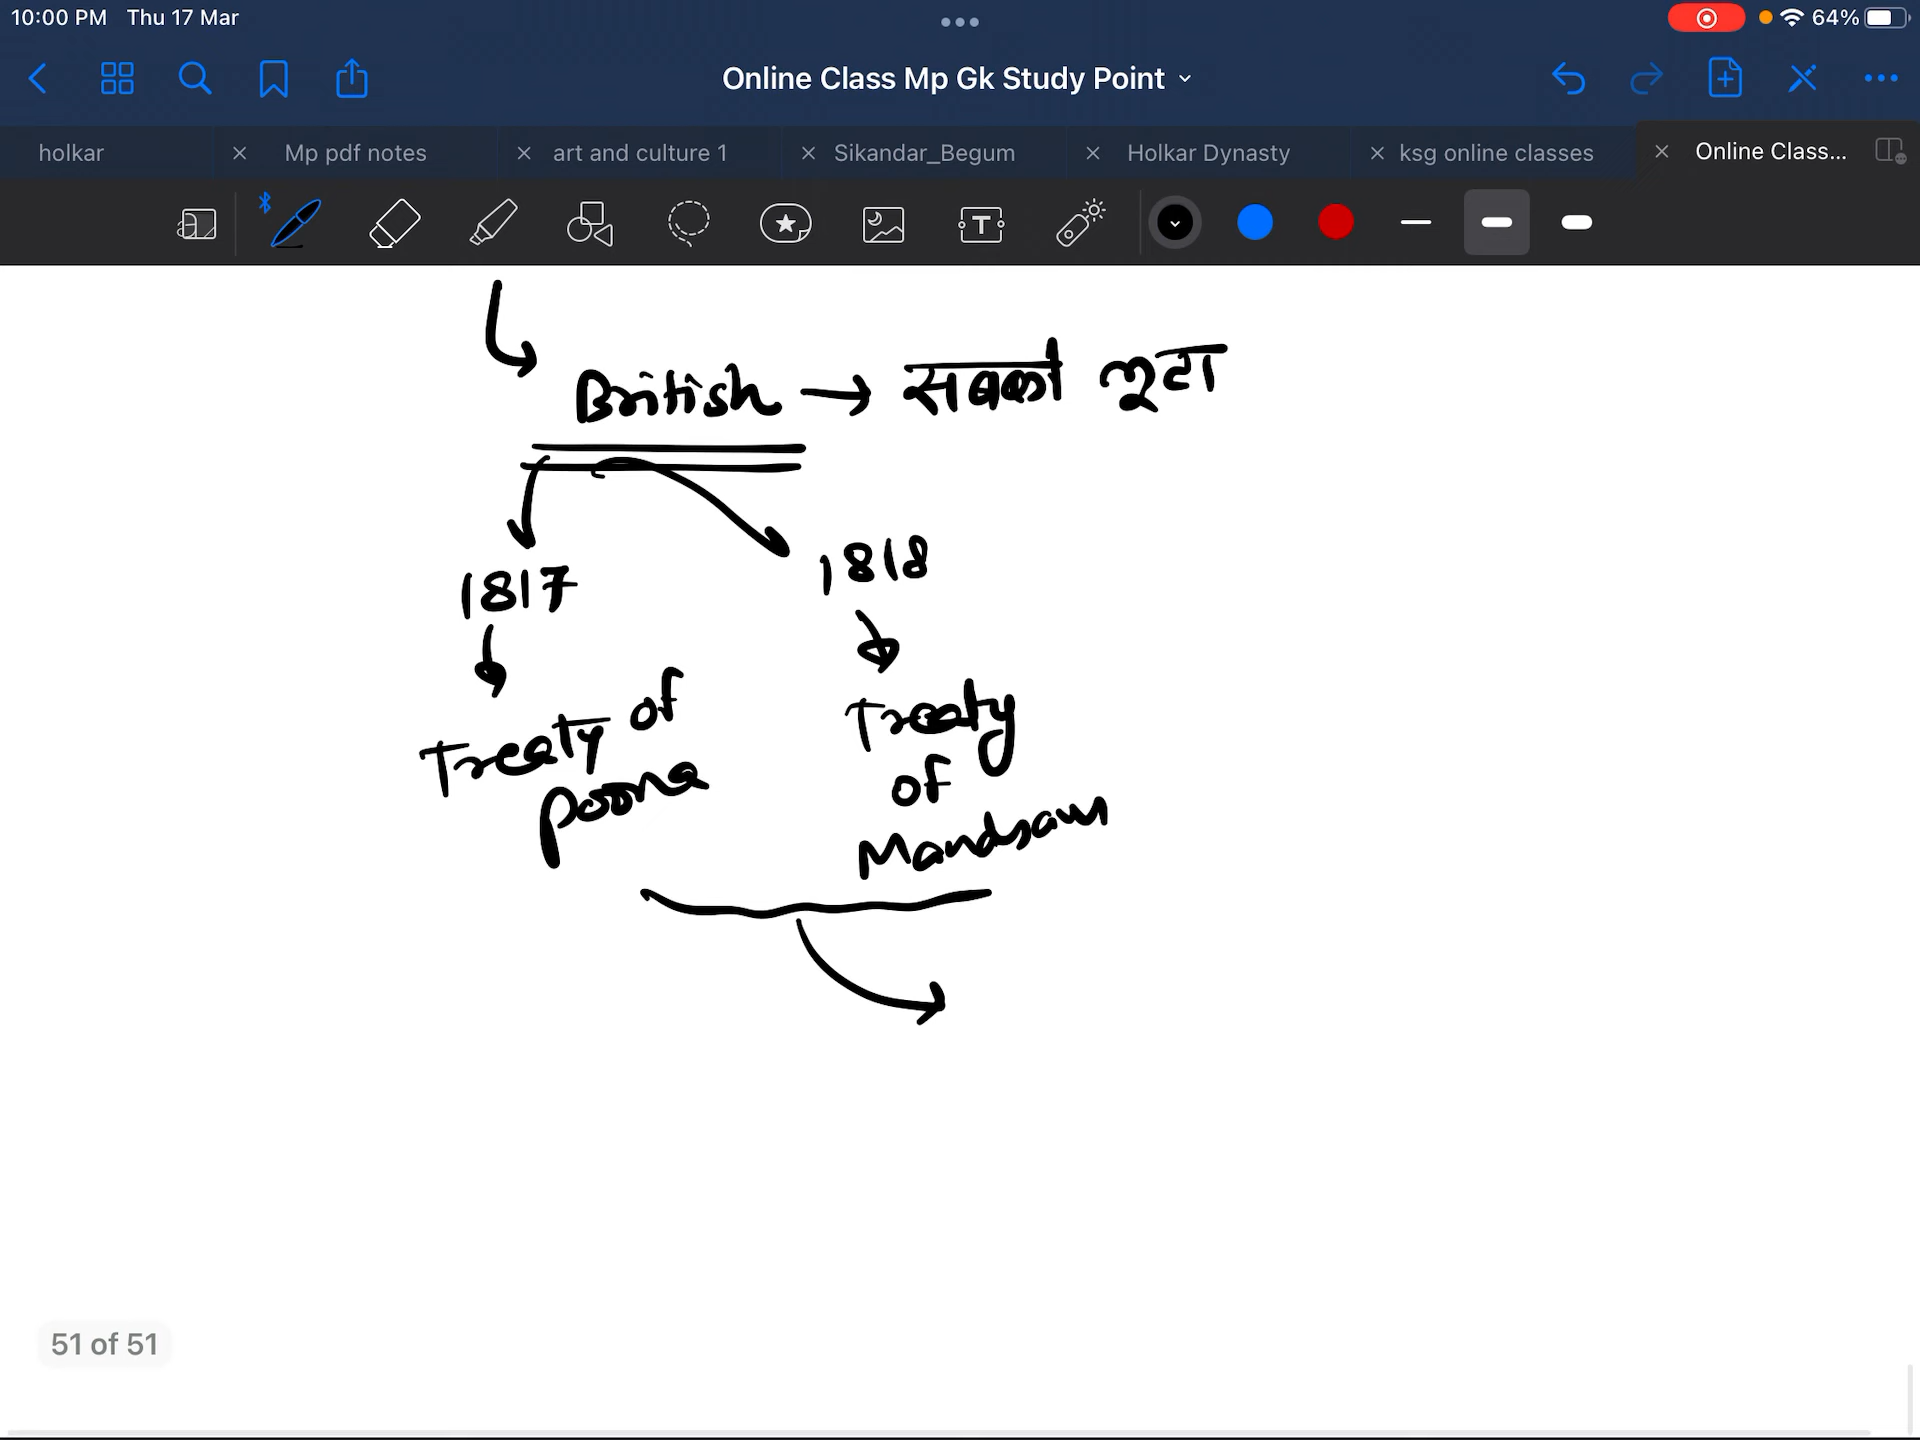 10:00 PM Thu 17 Mar
64%
Online Class Mp Gk Study Point
holkar
Mp pdf notes
art and culture 1
Sikandar_Begum
Holkar Dynasty
ksg online classes
Online Class...
T
British → सबको लूटा
1817
1818
Treaty of
poona
Treaty
of
Mandsaur
51 of 51